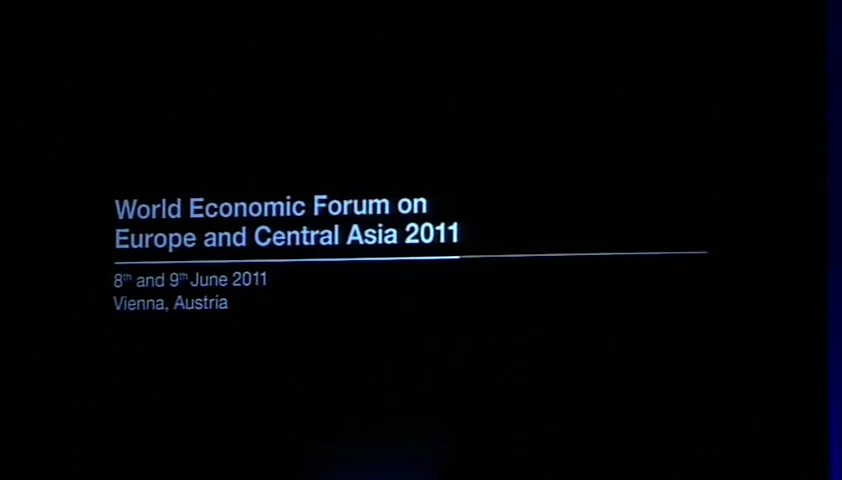 World Economic Forum on
Europe and Central Asia 2011
8th and 9th June 2011
Vienna, Austria